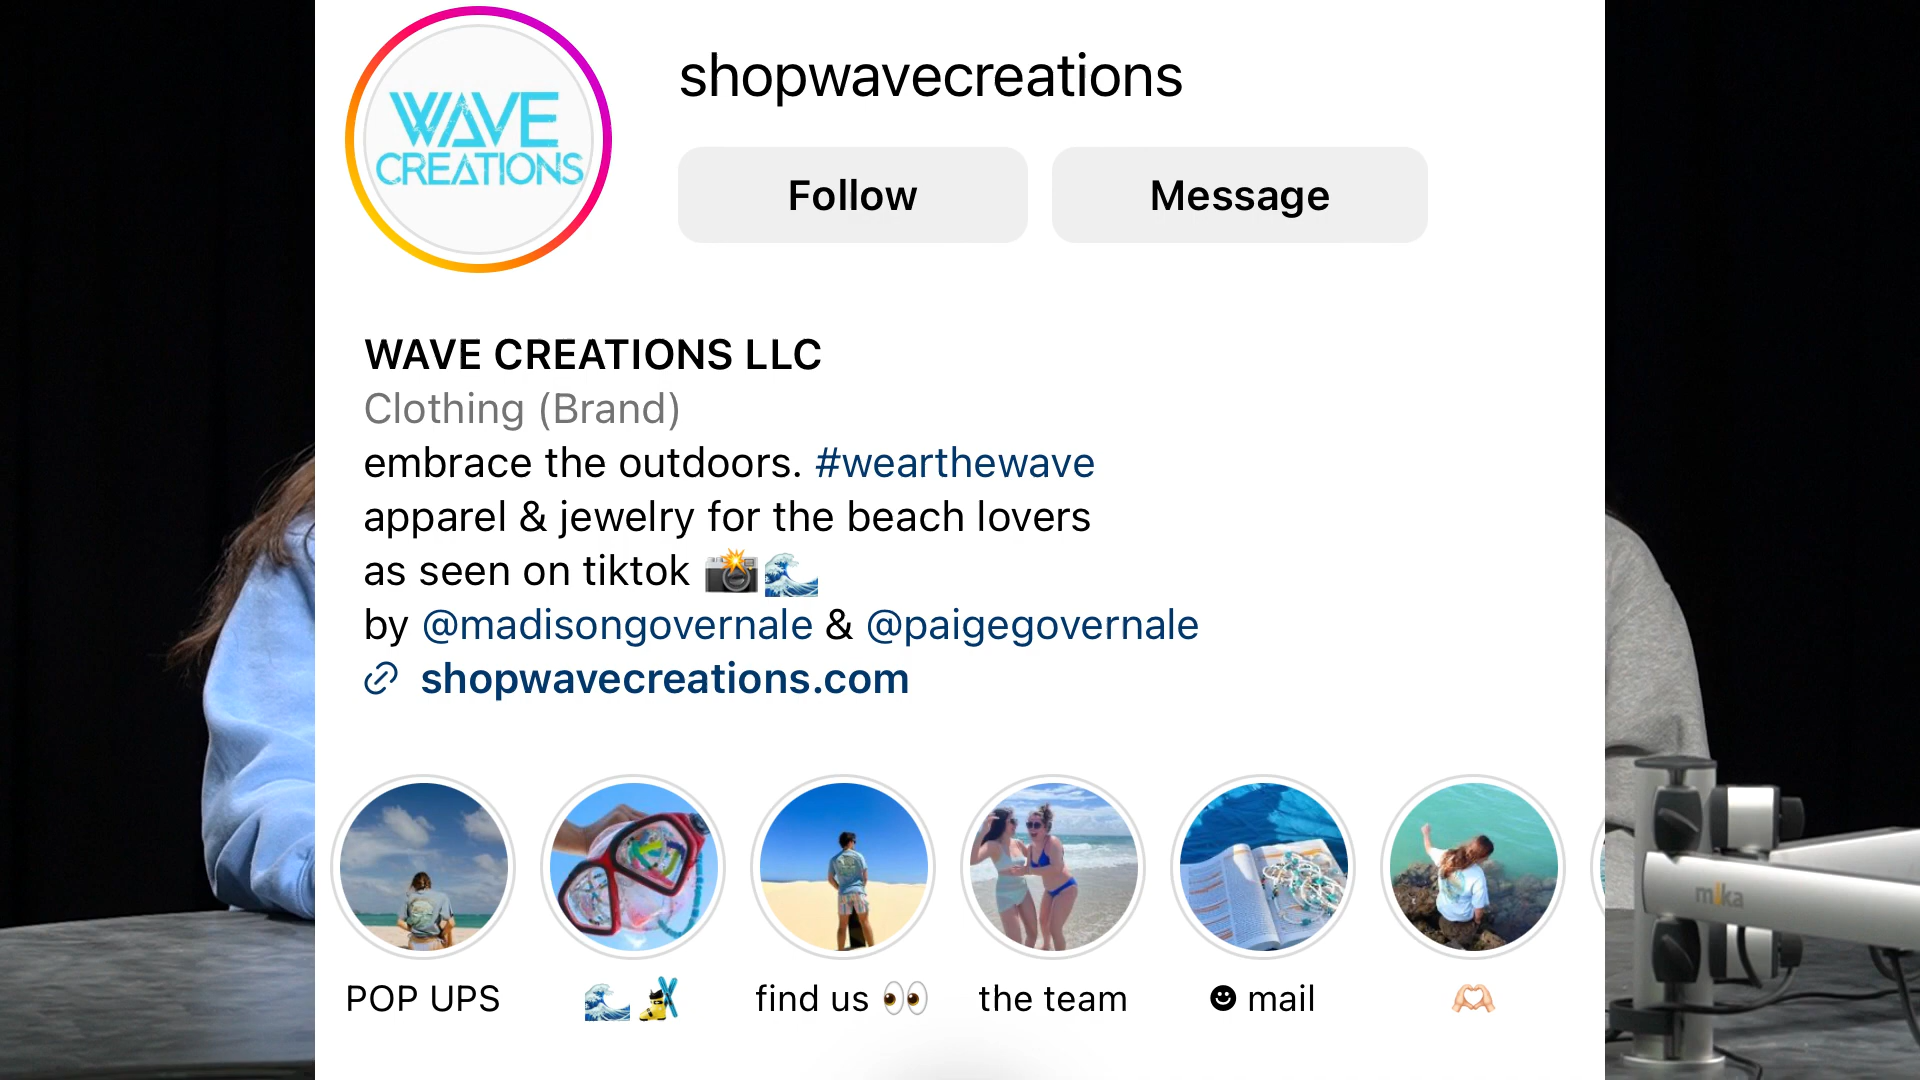 WAVE
CREATIONS
shopwavecreations
Follow
Message
WAVE CREATIONS LLC
Clothing (Brand)
embrace the outdoors. #wearthewave
apparel & jewelry for the beach lovers
as seen on tiktok 📸🌊
by @madisongovernale & @paigegovernale
shopwavecreations.com
POP UPS
🌊🎿
find us 👀
the team
☻ mail
🫶🏻
mika